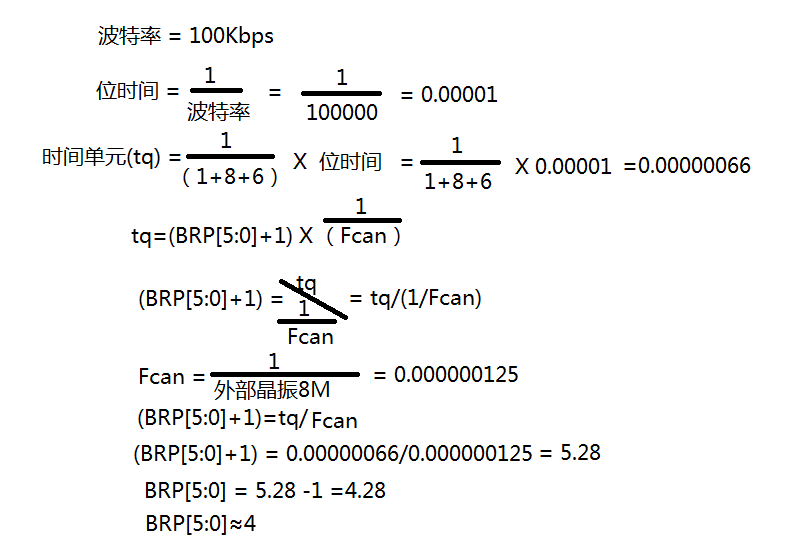 波特率 = 100Kbps
位时间 = 1/波特率 = 1/100000 = 0.00001
时间单元(tq) = 1/(1+8+6) X 位时间 = 1/1+8+6 X 0.00001 =0.00000066
tq=(BRP[5:0]+1) X 1/(Fcan)
(BRP[5:0]+1) = tq/1/Fcan = tq/(1/Fcan)
Fcan = 1/外部晶振8M = 0.000000125
(BRP[5:0]+1)=tq/Fcan
(BRP[5:0]+1) = 0.00000066/0.000000125 = 5.28
BRP[5:0] = 5.28 -1 =4.28
BRP[5:0]≈4